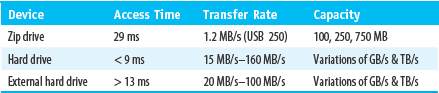 Device Access Time Transfer Rate Capacity
Zip drive 29 ms 1.2 MB/s (USB 250) 100, 250, 750 MB
Hard drive < 9 ms 15 MB/s–160 MB/s Variations of GB/s & TB/s
External hard drive > 13 ms 20 MB/s–100 MB/s Variations of GB/s & TB/s